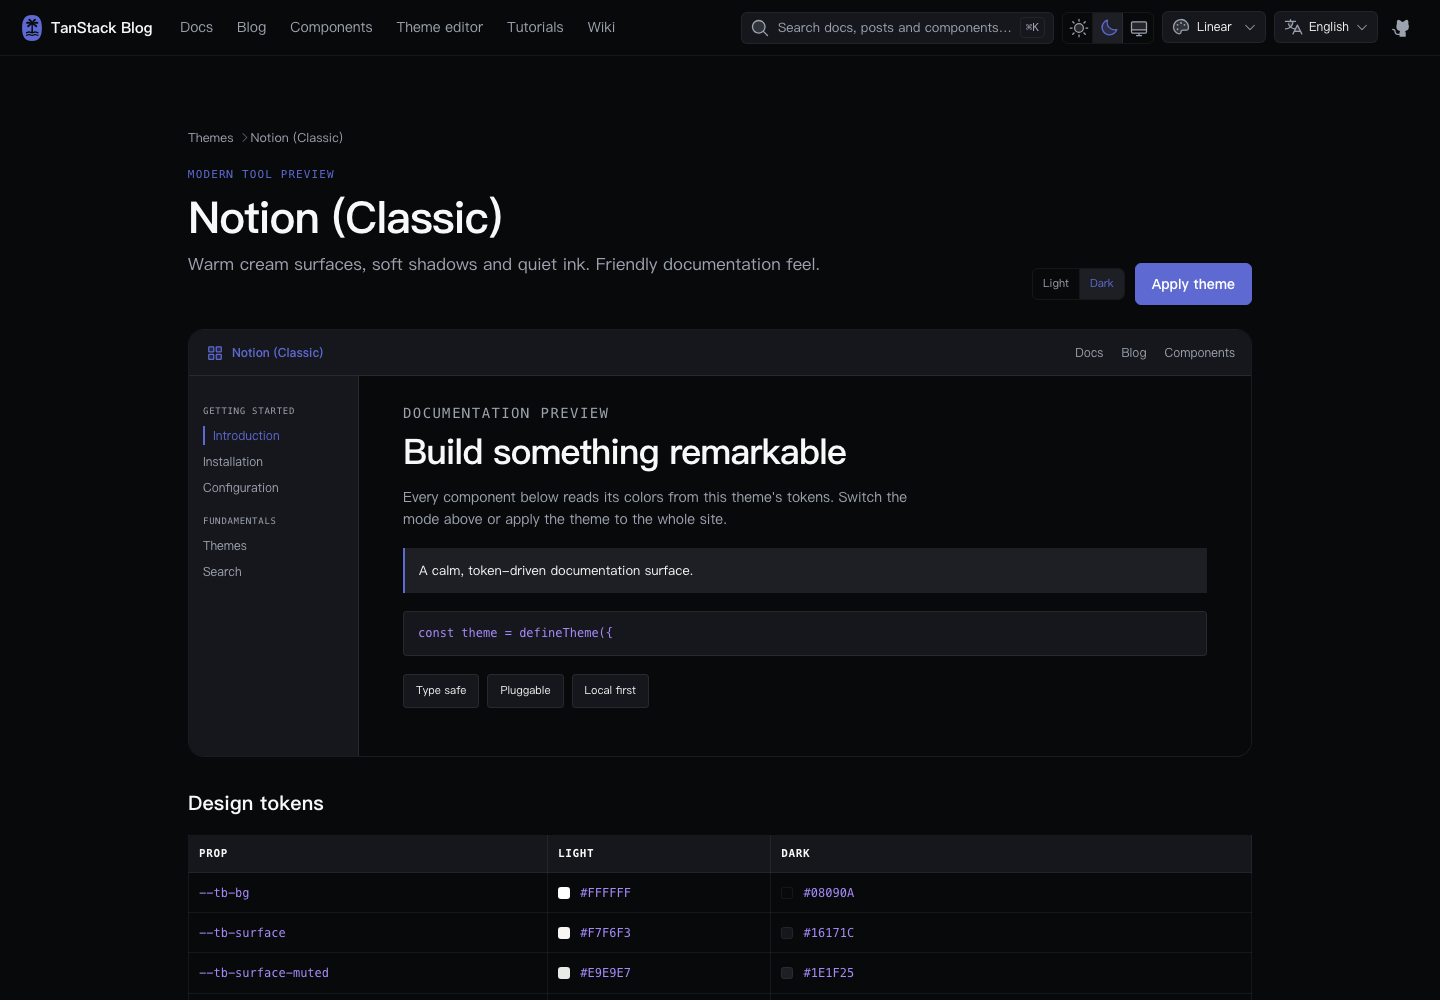 TanStack Blog
Docs
Blog
Components
Theme editor
Tutorials
Wiki
Search docs, posts and components...
⌘K
Linear
English
Themes
Notion (Classic)
MODERN TOOL PREVIEW
Notion (Classic)
Warm cream surfaces, soft shadows and quiet ink. Friendly documentation feel.
Light
Dark
Apply theme
Notion (Classic)
Docs
Blog
Components
GETTING STARTED
Introduction
Installation
Configuration
FUNDAMENTALS
Themes
Search
DOCUMENTATION PREVIEW
Build something remarkable
Every component below reads its colors from this theme's tokens. Switch the
mode above or apply the theme to the whole site.
A calm, token-driven documentation surface.
const theme = defineTheme({
Type safe
Pluggable
Local first
Design tokens
PROP
LIGHT
DARK
--tb-bg
#FFFFFF
#08090A
--tb-surface
#F7F6F3
#16171C
--tb-surface-muted
#E9E9E7
#1E1F25